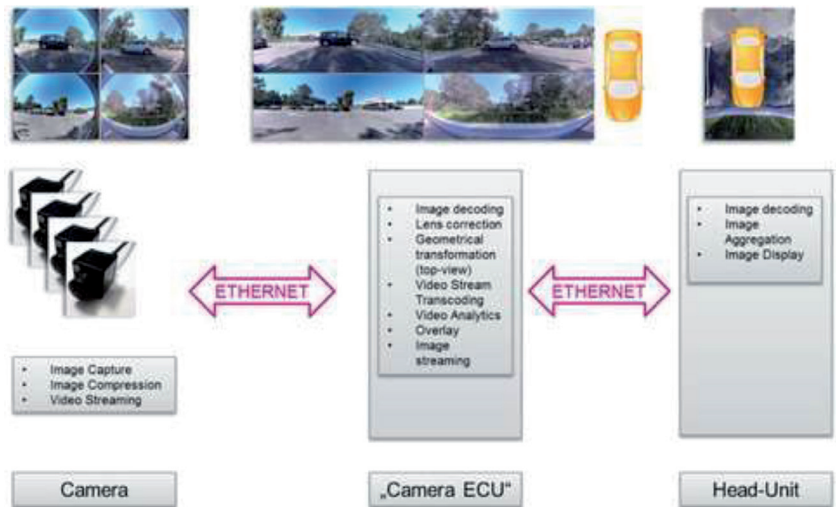 Image decoding
Lens correction
Geometrical
transformation
(top-view)
Video Stream
Transcoding
Video Analytics
Overlay
Image
streaming
Image decoding
Image
Aggregation
Image Display
ETHERNET
ETHERNET
Image Capture
Image Compression
Video Streaming
Camera
„Camera ECU“
Head-Unit